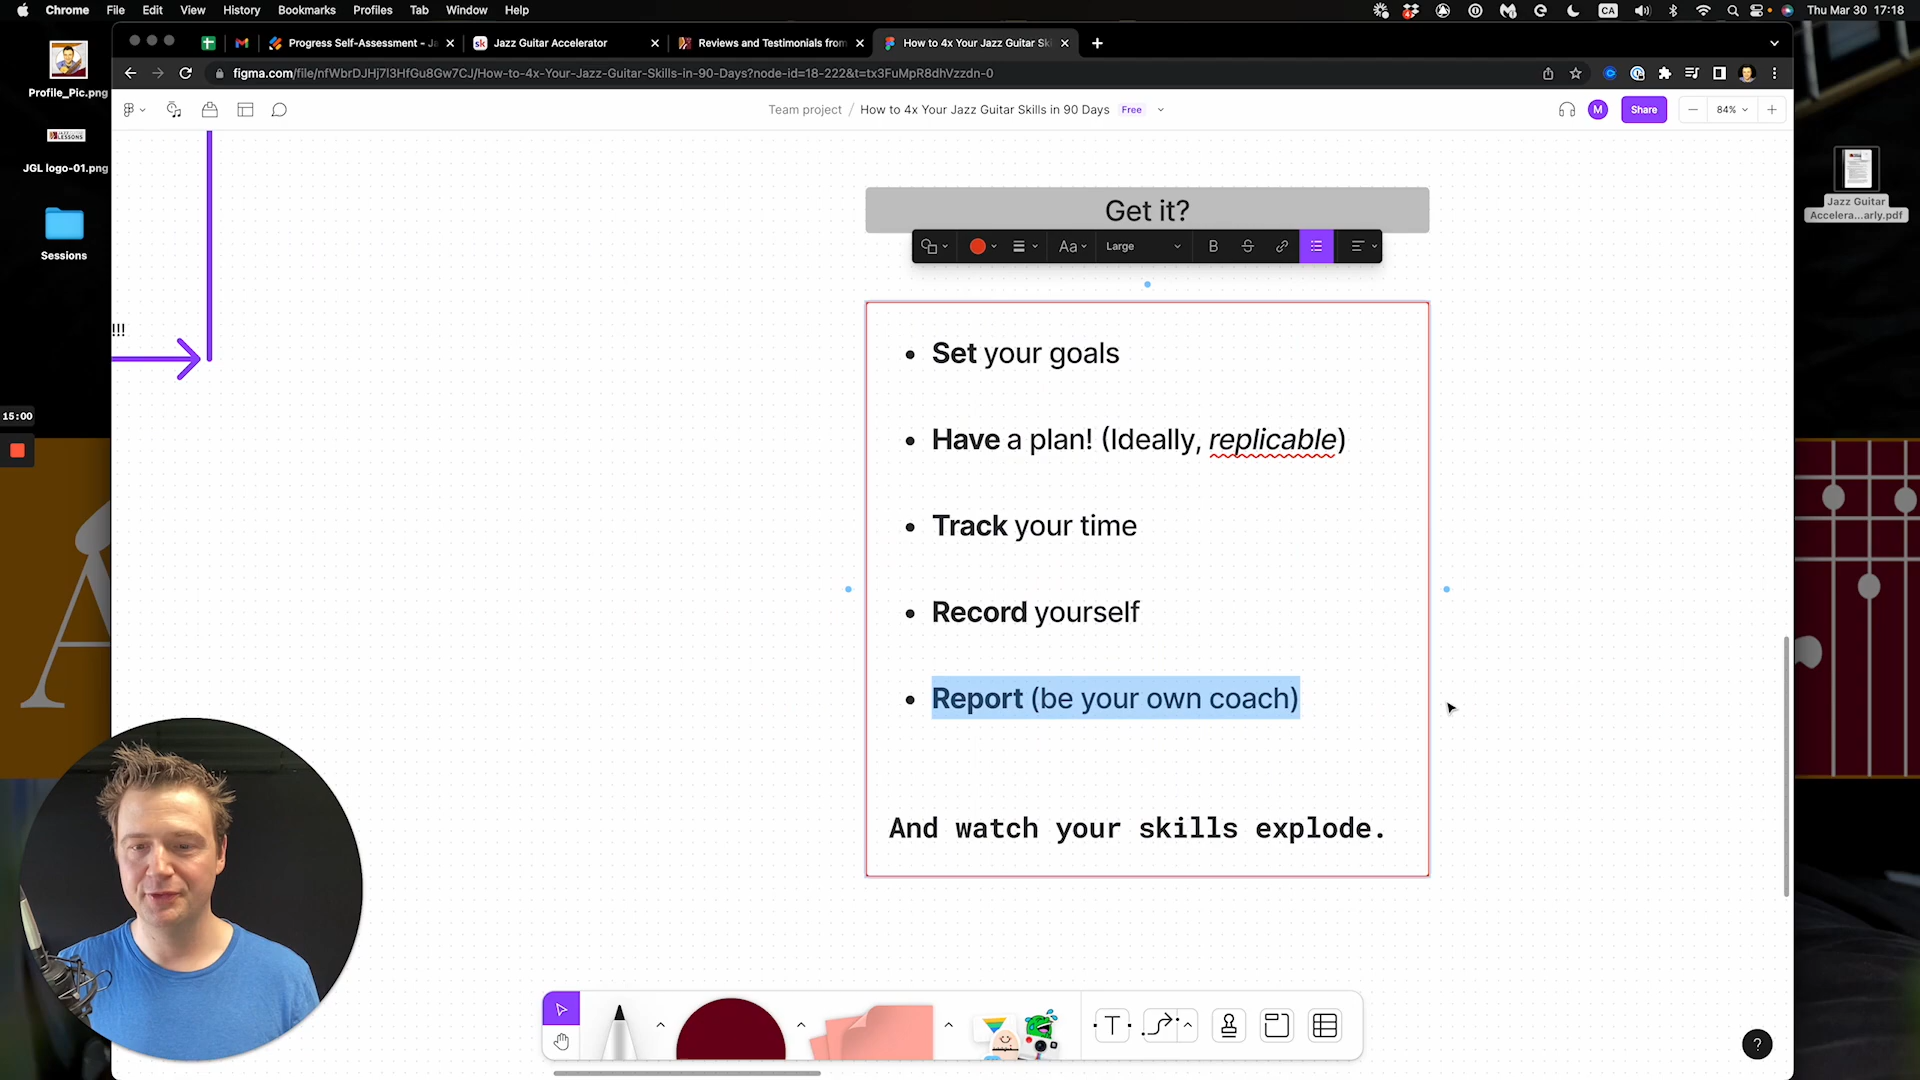 Chrome File Edit View History Bookmarks Profiles Tab Window Help
CA Thu Mar 30 17:18
Profile_Pic.png
JGL logo-01.png
Sessions
15:00
Progress Self-Assessment - Ja
Jazz Guitar Accelerator
Reviews and Testimonials from
How to 4x Your Jazz Guitar Ski
figma.com/file/nfWbrDJHj7l3HfGu8Gw7CJ/How-to-4x-Your-Jazz-Guitar-Skills-in-90-Days?node-id=18-222&t=tx3FuMpR8dhVzzdn-0
Team project / How to 4x Your Jazz Guitar Skills in 90 Days Free
M Share 84%
Jazz Guitar
Accelera...arly.pdf
Get it?
Aa Large B S
!!!
Set your goals
Have a plan! (Ideally, replicable)
Track your time
Record yourself
Report (be your own coach)
And watch your skills explode.
T
?